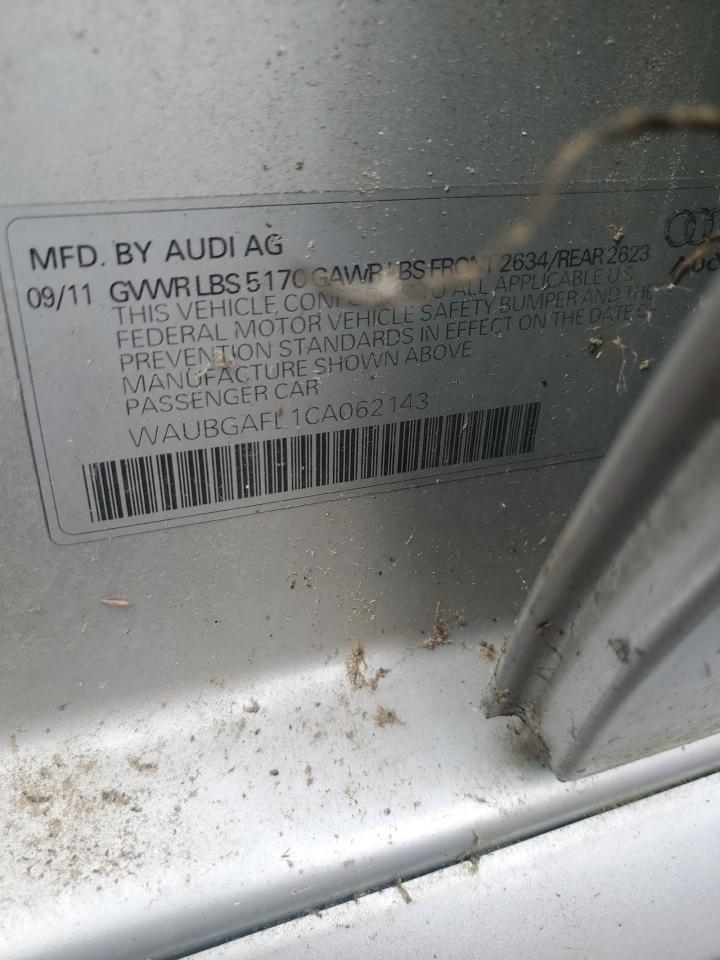 MFD. BY AUDI AG
09/11 GVWR LBS 5170 GAWR LBS FRONT 2634/REAR 2623
THIS VEHICLE CONFORMS TO ALL APPLICABLE U.S.
FEDERAL MOTOR VEHICLE SAFETY BUMPER AND THE
PREVENTION STANDARDS IN EFFECT ON THE DATE O
MANUFACTURE SHOWN ABOVE
PASSENGER CAR
WAUBGAFL1CA062143